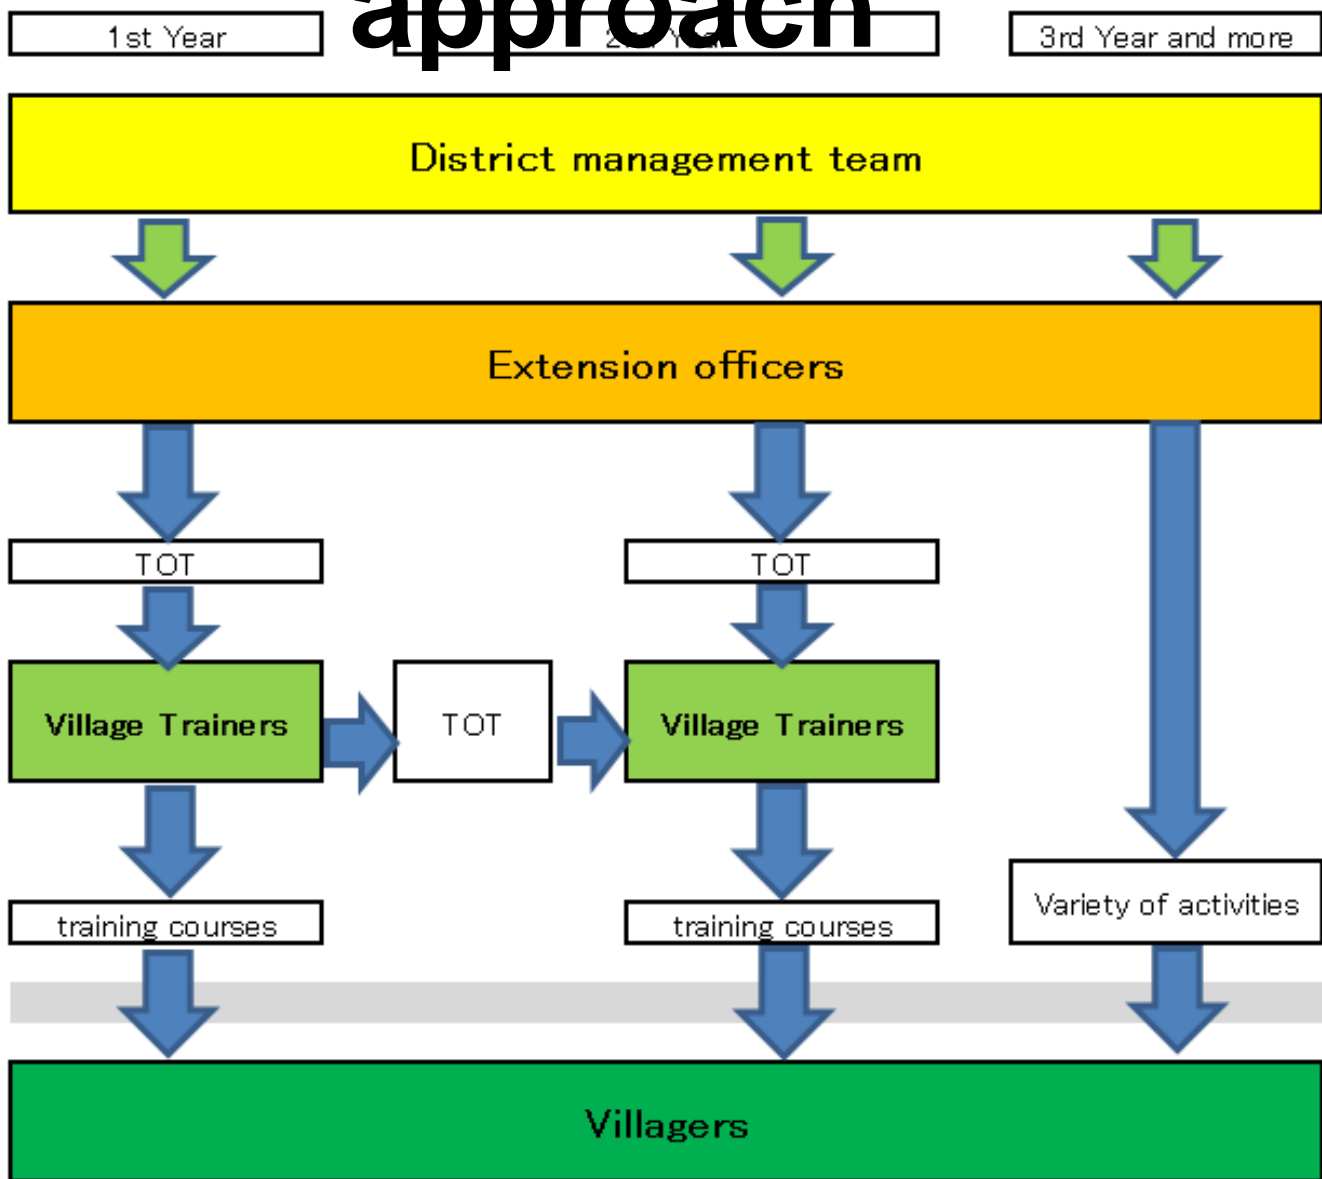 approach
1st Year
3rd Year and more
District management team
Extension officers
TOT
TOT
Village Trainers
TOT
Village Trainers
training courses
training courses
Variety of activities
Villagers